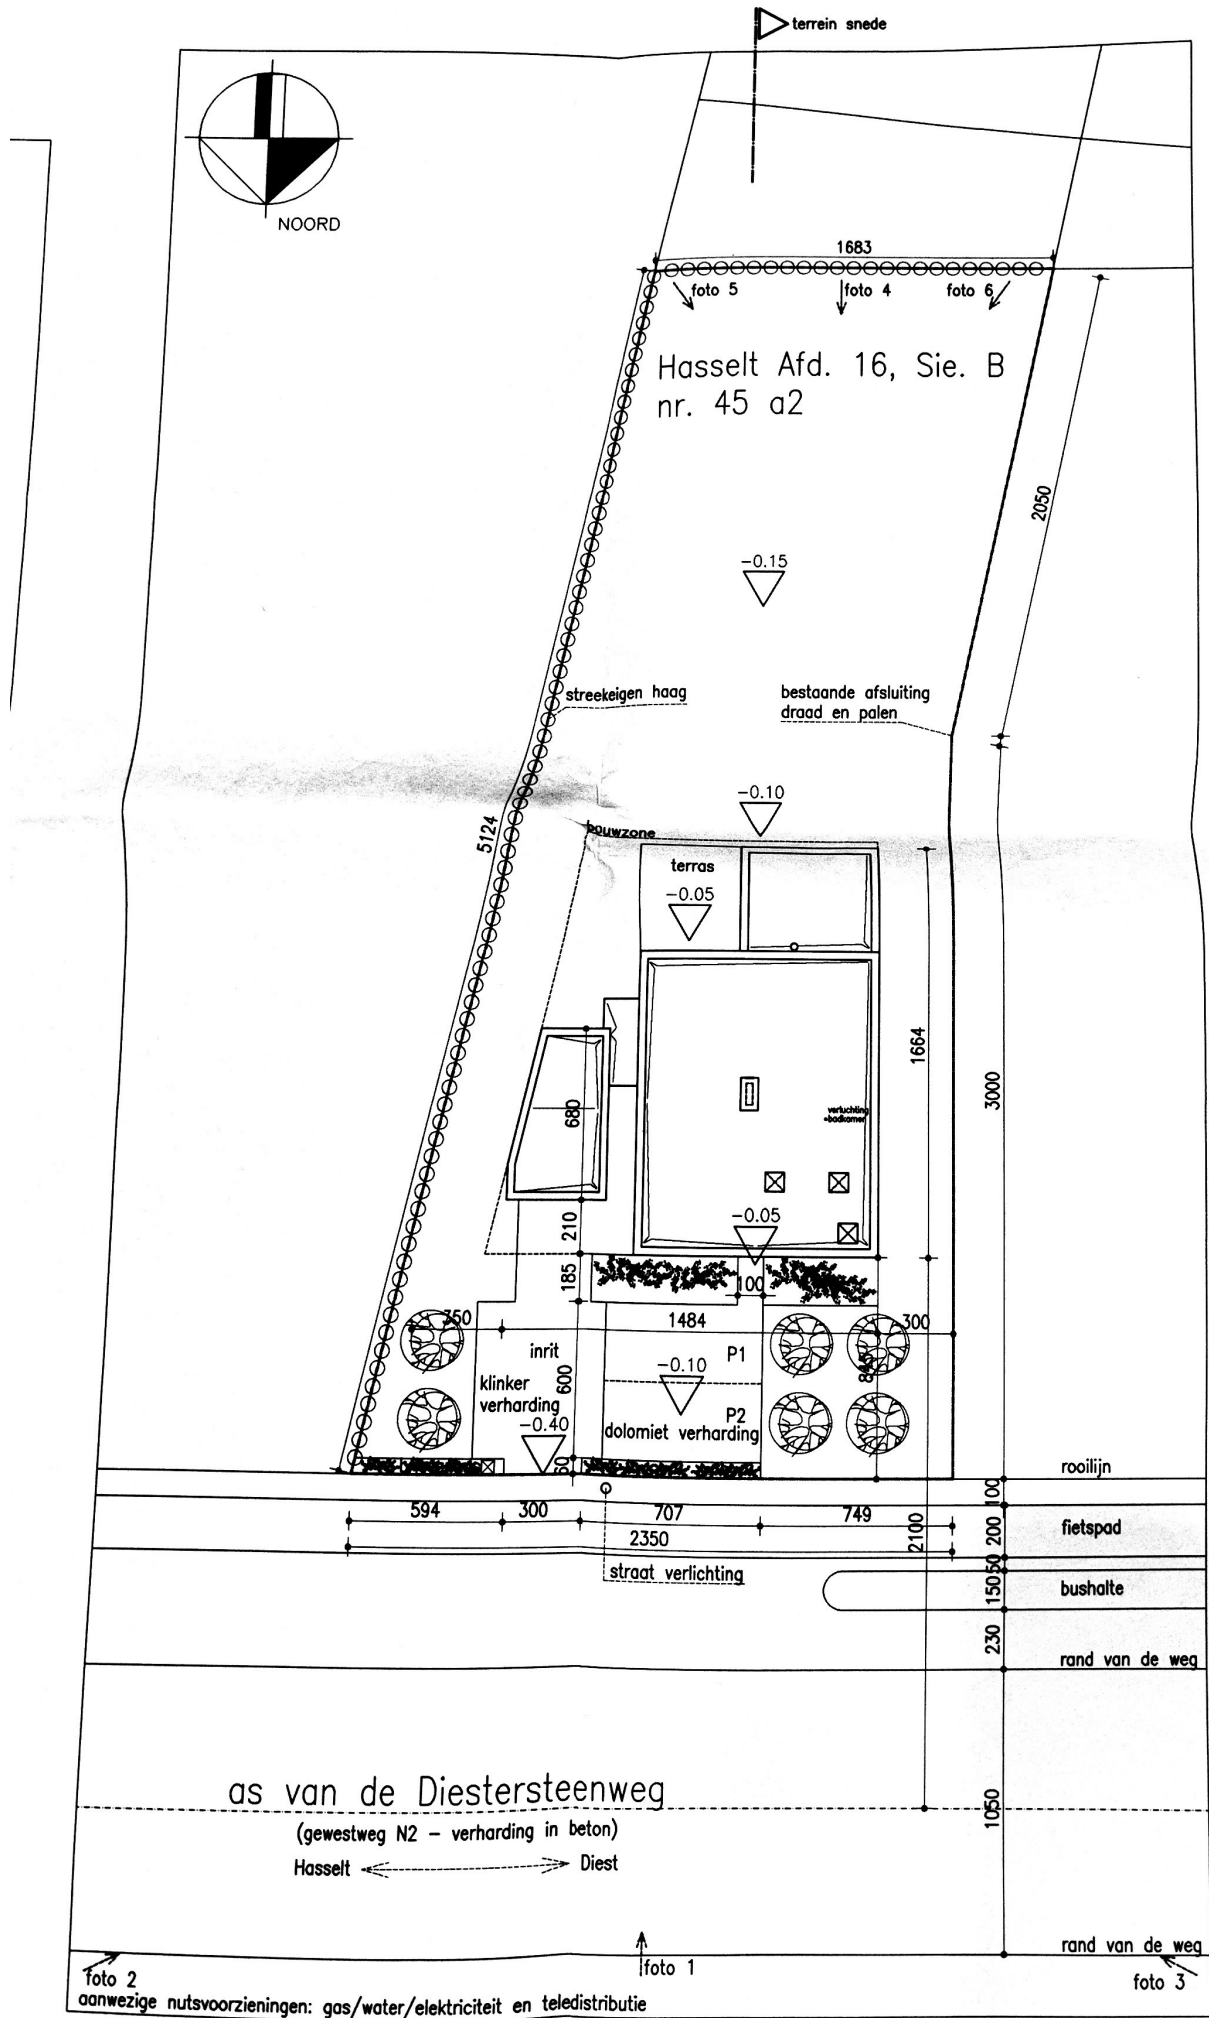 terrein snede
NOORD
1683
foto 5
foto 4
foto 6
Hasselt Afd. 16, Sie. B
nr. 45 a2
2050
-0.15
streekeigen haag
bestaande afsluiting
draad en palen
-0.10
5124
bouwzone
terras
-0.05
1664
3000
680
verluchting
badkamer
-0.05
210
185
100
350
1484
300
inrit
P1
600
-0.10
845
klinker
verharding
P2
-0.40
dolomiet verharding
60
rooilijn
100
594
300
707
749
2100
200
fietspad
2350
50
straat verlichting
150
bushalte
230
rand van de weg
as van de Diestersteenweg
1050
(gewestweg N2 - verharding in beton)
Hasselt
Diest
rand van de weg
foto 2
foto 1
foto 3
aanwezige nutsvoorzieningen: gas/water/elektriciteit en teledistributie